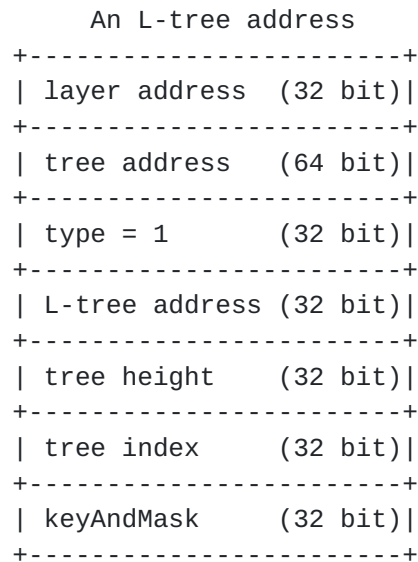 An L-tree address
+------------------------+
| layer address  (32 bit)|
+------------------------+
| tree address   (64 bit)|
+------------------------+
| type = 1       (32 bit)|
+------------------------+
| L-tree address (32 bit)|
+------------------------+
| tree height    (32 bit)|
+------------------------+
| tree index     (32 bit)|
+------------------------+
| keyAndMask     (32 bit)|
+------------------------+